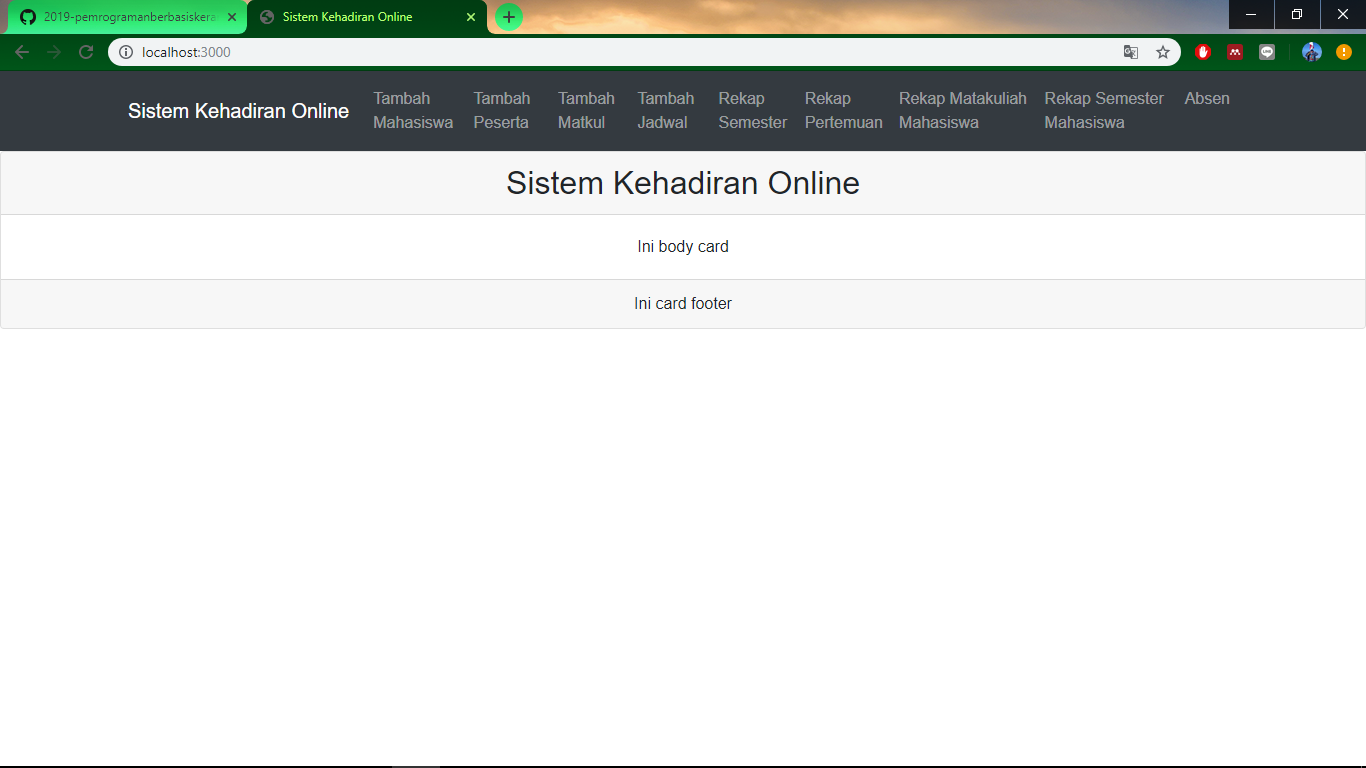 2019-pemrogramanberbasiskera
Sistem Kehadiran Online
localhost:3000
Sistem Kehadiran Online
Tambah Mahasiswa
Tambah Peserta
Tambah Matkul
Tambah Jadwal
Rekap Semester
Rekap Pertemuan
Rekap Matakuliah Mahasiswa
Rekap Semester Mahasiswa
Absen
Sistem Kehadiran Online
Ini body card
Ini card footer